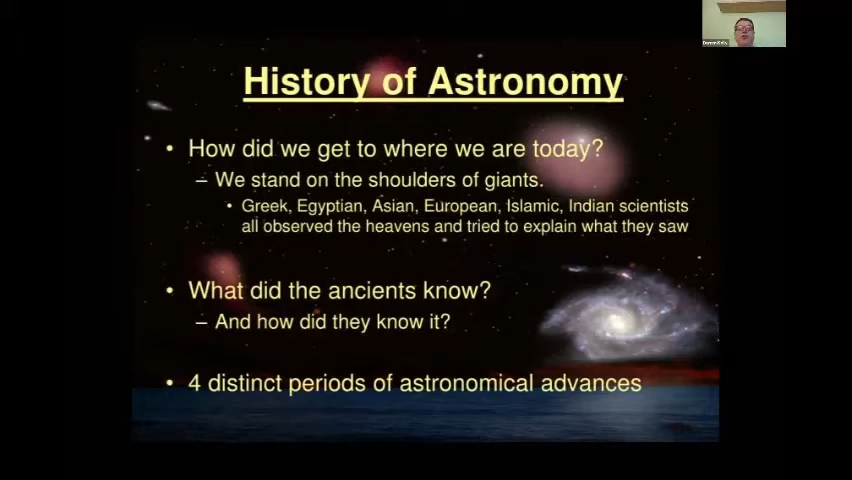 History of Astronomy
• How did we get to where we are today?
– We stand on the shoulders of giants.
• Greek, Egyptian, Asian, European, Islamic, Indian scientists
all observed the heavens and tried to explain what they saw
• What did the ancients know?
– And how did they know it?
• 4 distinct periods of astronomical advances